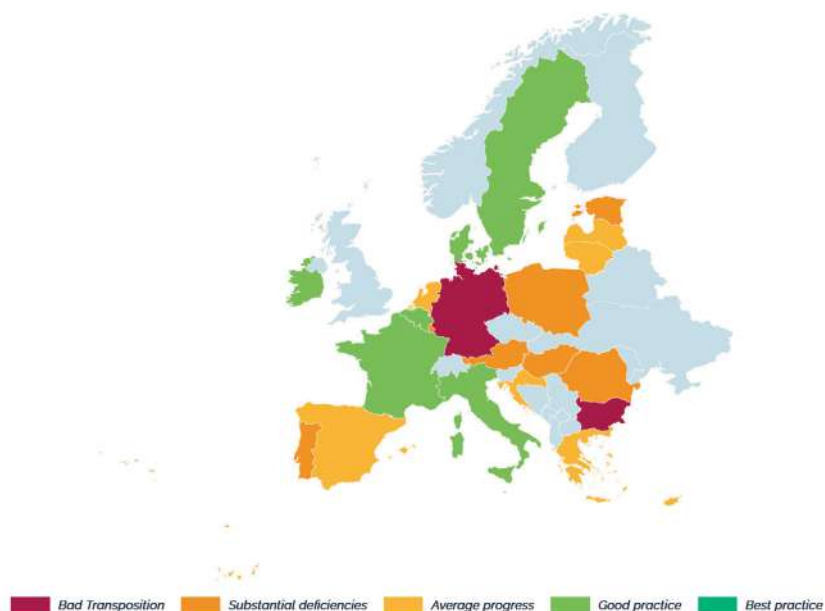 Bad Transposition
Substantial deficiencies
Average progress
Good practice
Best practice